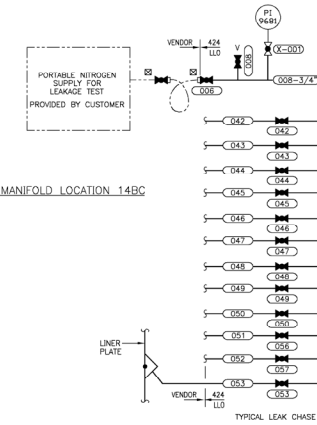 PI
9681
VENDOR
424
LLO
V
X-001
008
008-3/4"
006
PORTABLE NITROGEN
SUPPLY FOR
LEAKAGE TEST
PROVIDED BY CUSTOMER
MANIFOLD LOCATION 14BC
042
042
043
043
044
044
045
045
046
046
047
047
048
048
049
049
050
050
051
056
052
057
053
053
LINER
PLATE
VENDOR
424
LLO
TYPICAL LEAK CHASE